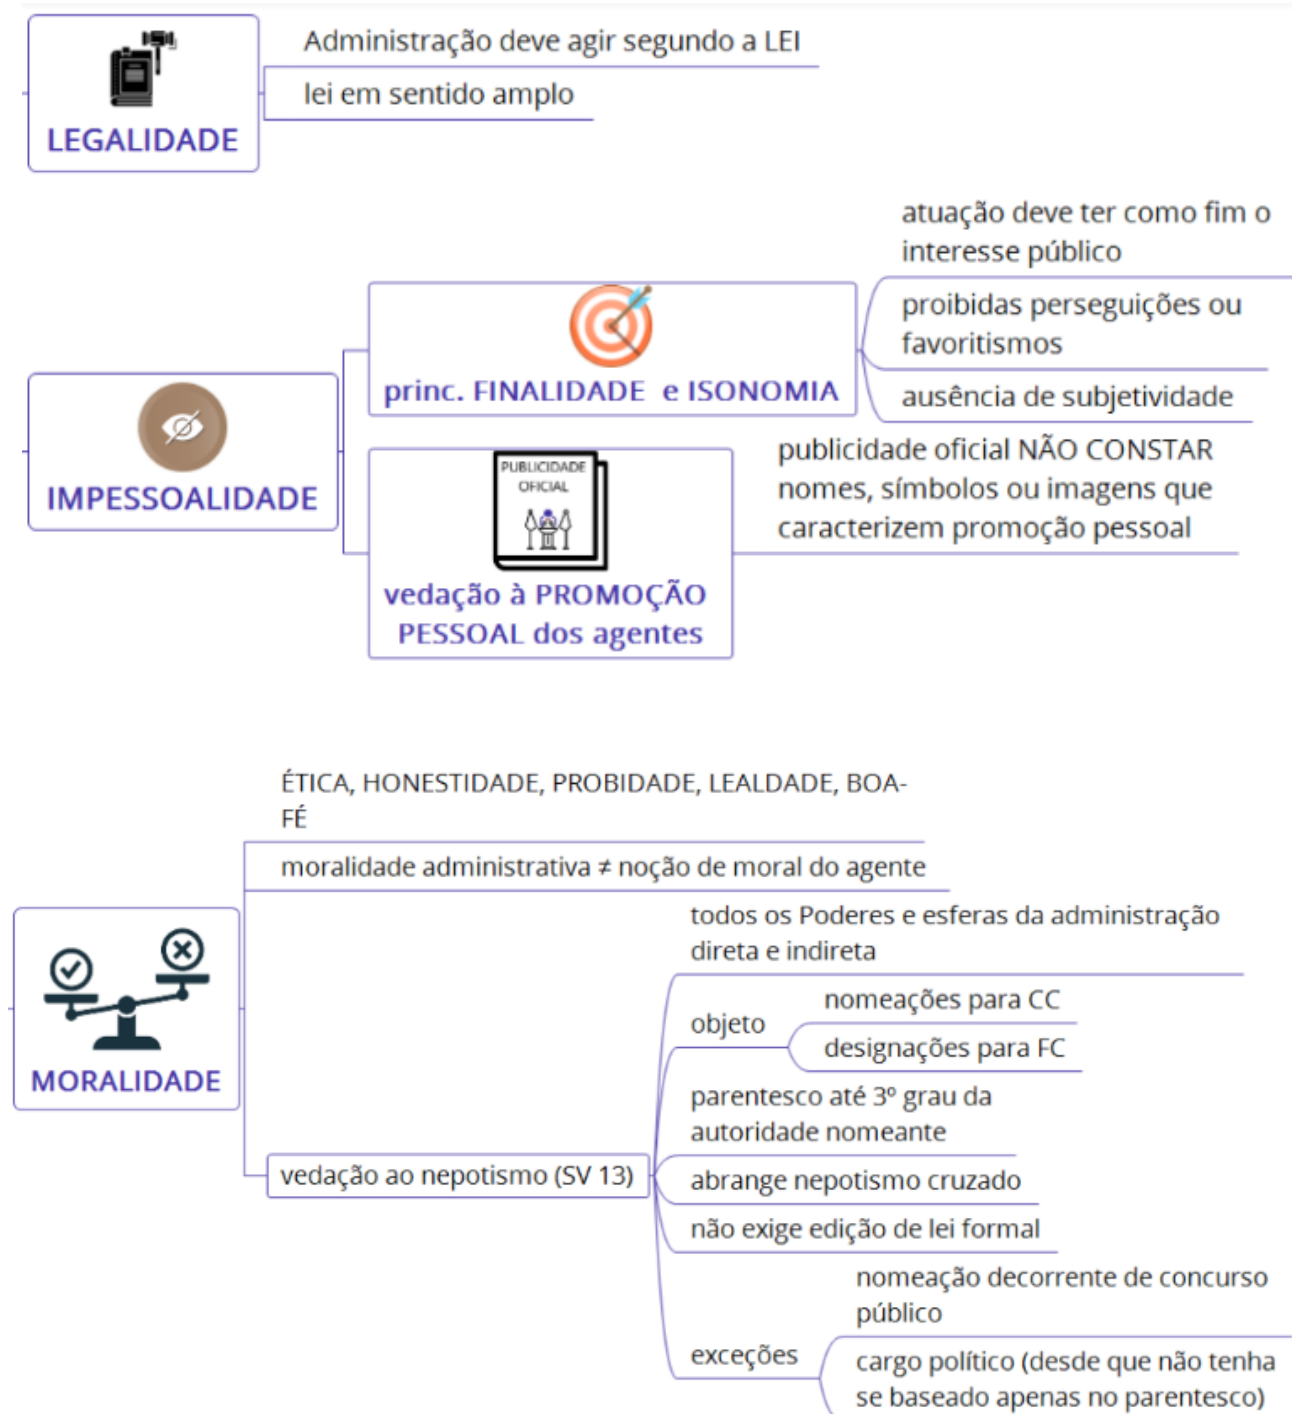 Administração deve agir segundo a LEI
lei em sentido amplo
LEGALIDADE
atuação deve ter como fim o
interesse público
proibidas perseguições ou
favoritismos
princ. FINALIDADE e ISONOMIA
ausência de subjetividade
IMPESSOALIDADE
PUBLICIDADE
OFICIAL
publicidade oficial NÃO CONSTAR
nomes, símbolos ou imagens que
caracterizem promoção pessoal
vedação à PROMOÇÃO
PESSOAL dos agentes
ÉTICA, HONESTIDADE, PROBIDADE, LEALDADE, BOA-
FÉ
moralidade administrativa ≠ noção de moral do agente
MORALIDADE
vedação ao nepotismo (SV 13)
todos os Poderes e esferas da administração
direta e indireta
objeto
nomeações para CC
designações para FC
parentesco até 3º grau da
autoridade nomeante
abrange nepotismo cruzado
não exige edição de lei formal
exceções
nomeação decorrente de concurso
público
cargo político (desde que não tenha
se baseado apenas no parentesco)